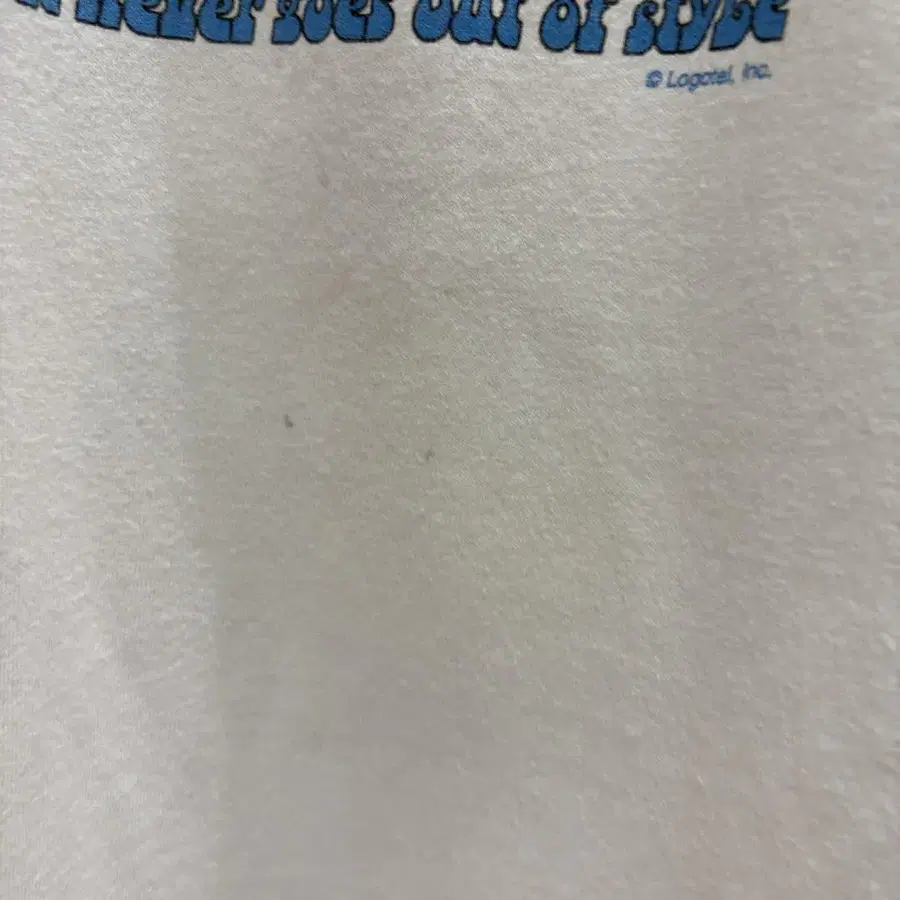 never goes out of style
© Logotel, Inc.